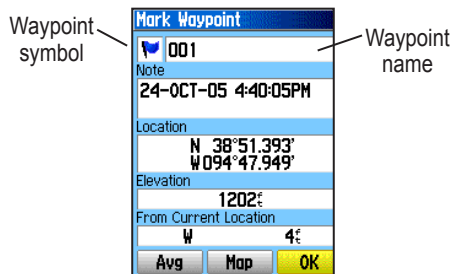 Mark Waypoint
Waypoint symbol
001
Waypoint name
Note
24-OCT-05 4:40:05PM
Location
N 38°51.393'
W094°47.949'
Elevation
1202ft
From Current Location
W 4ft
Avg Map OK